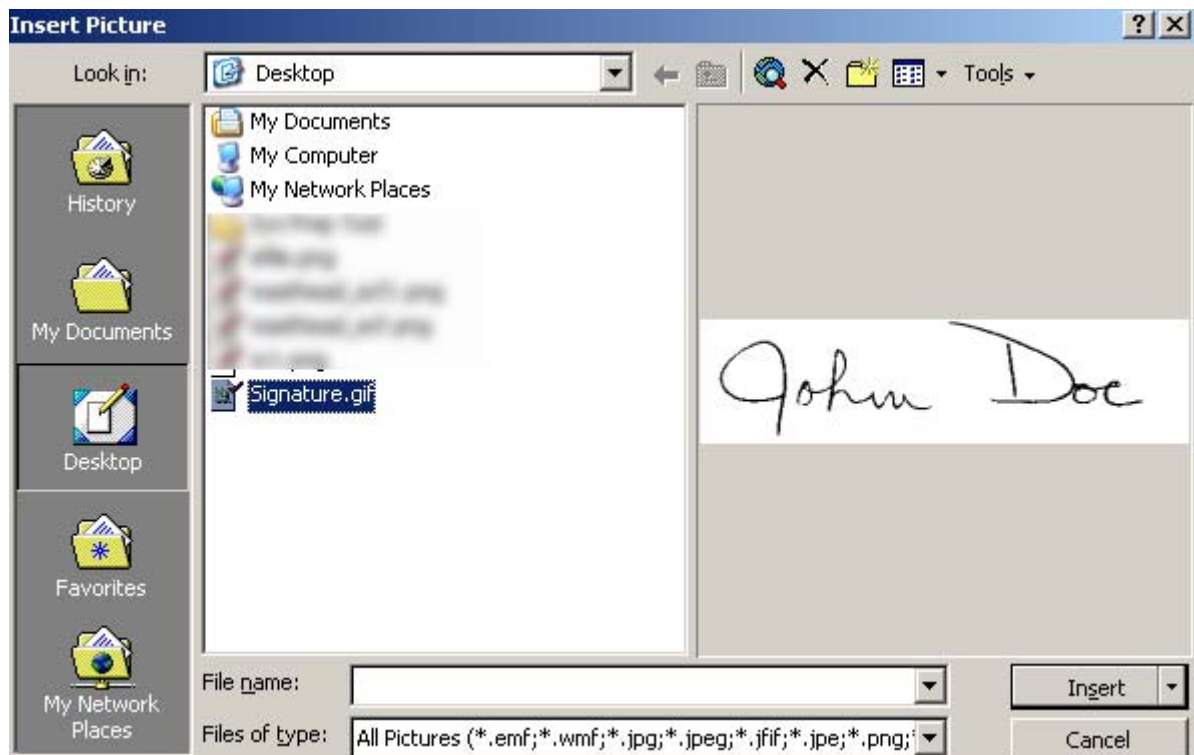 Insert Picture
Look in:
Desktop
Tools
History
My Documents
Desktop
Favorites
My Network
Places
My Documents
My Computer
My Network Places
Signature.gif
John Doe
File name:
Files of type:
All Pictures (*.emf;*.wmf;*.jpg;*.jpeg;*.jfif;*.jpe;*.png;
Insert
Cancel